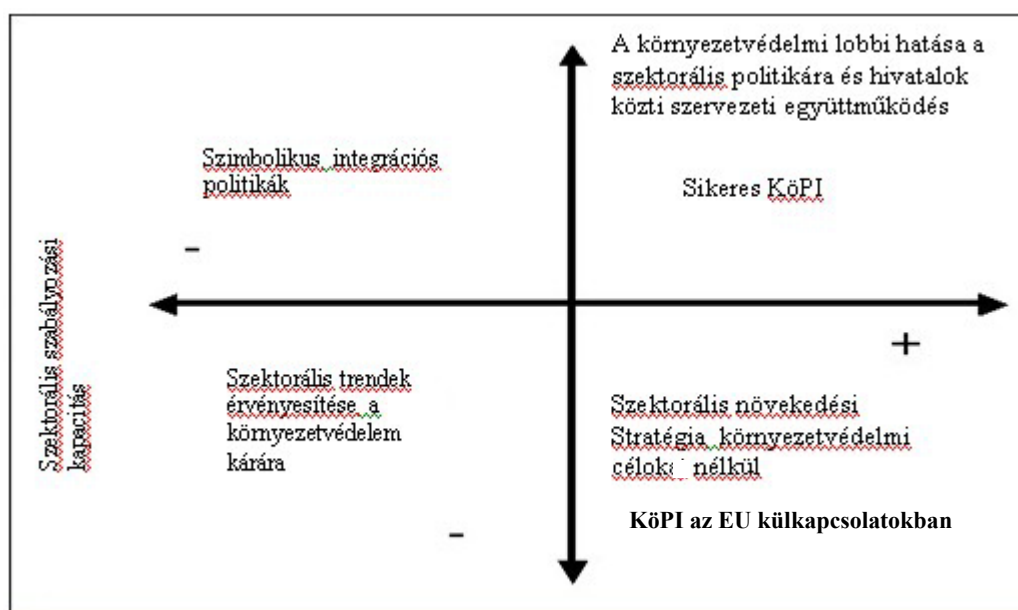 A környezetvédelmi lobbi hatása a
szektorális politikára és hivatalok
közti szervezeti együttműködés
Szimbolikus integrációs
politikák
Sikeres KöPI
-
Szektorális szabályozási
kapacitás
+
Szektorális trendek
érvényesítése a
környezetvédelem
kárára
Szektorális növekedési
Stratégia környezetvédelmi
nélkül
KöPI az EU külkapcsolatokban
-